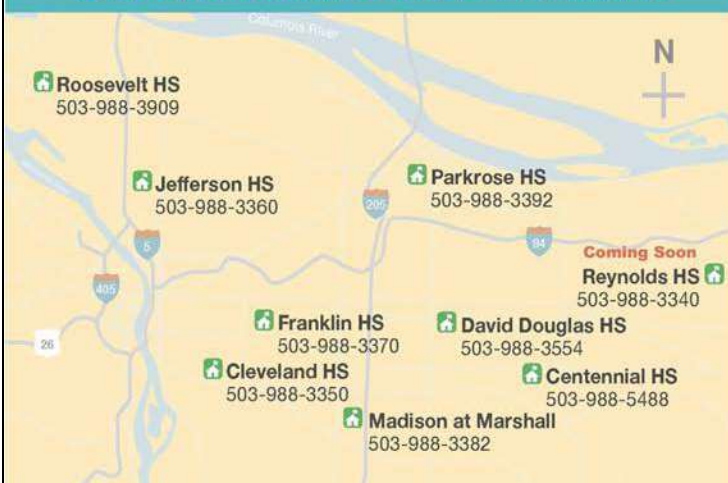 Columbia River
N
Roosevelt HS
503-988-3909
Jefferson HS
503-988-3360
Parkrose HS
503-988-3392
205
5
84
405
26
Coming Soon
Reynolds HS
503-988-3340
Franklin HS
503-988-3370
David Douglas HS
503-988-3554
Cleveland HS
503-988-3350
Centennial HS
503-988-5488
Madison at Marshall
503-988-3382